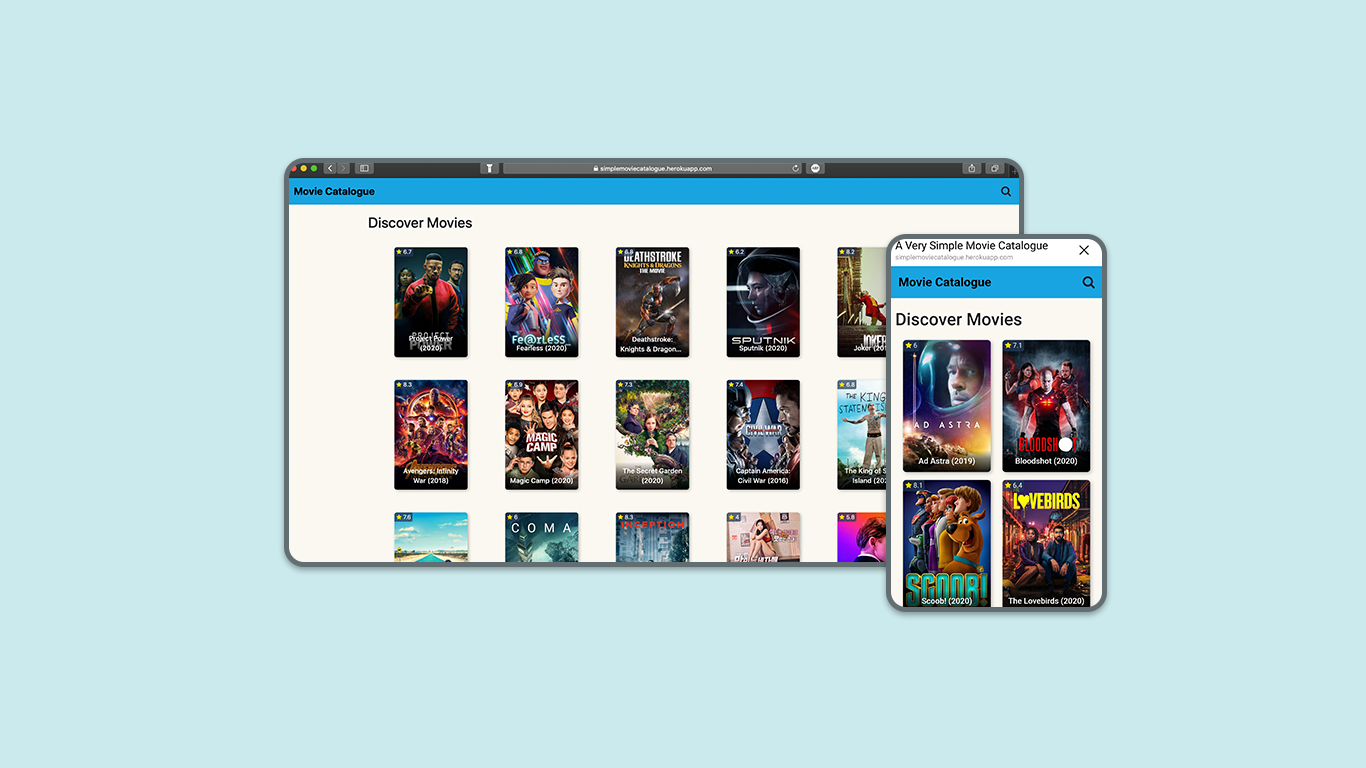 simplemoviecatalogue.herokuapp.com
Movie Catalogue
Discover Movies
6.7
PROJECT
POWER
Project Power
(2020)
6.8
Fe@rLeSS
Fearless (2020)
6.8
DEATHSTROKE
KNIGHTS & DRAGONS
THE MOVIE
Deathstroke:
Knights & Dragon...
6.2
SPUTNIK
Sputnik (2020)
8.2
JOKER
Joker (201
8.3
Avengers: Infinity
War (2018)
6.9
MAGIC
CAMP
Magic Camp (2020)
7.3
The Secret Garden
(2020)
7.4
CIVIL WAR
Captain America:
Civil War (2016)
6.8
THE KING
STATEN IS
The King of S
Island (202
7.6
6
COMA
8.3
INCEPTION
4
5.8
A Very Simple Movie Catalogue
simplemoviecatalogue.herokuapp.com
Movie Catalogue
Discover Movies
6
AD ASTRA
Ad Astra (2019)
7.1
BLOODSHOT
Bloodshot (2020)
8.1
SCOOB!
Scoob! (2020)
6.4
LOVEBIRDS
The Lovebirds (2020)